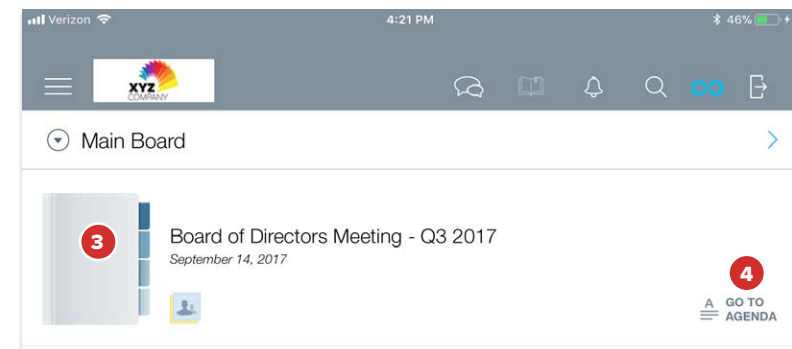 Verizon 4:21 PM 46%
XYZ
COMPANY
Main Board
3
Board of Directors Meeting - Q3 2017
September 14, 2017
4
A GO TO
AGENDA